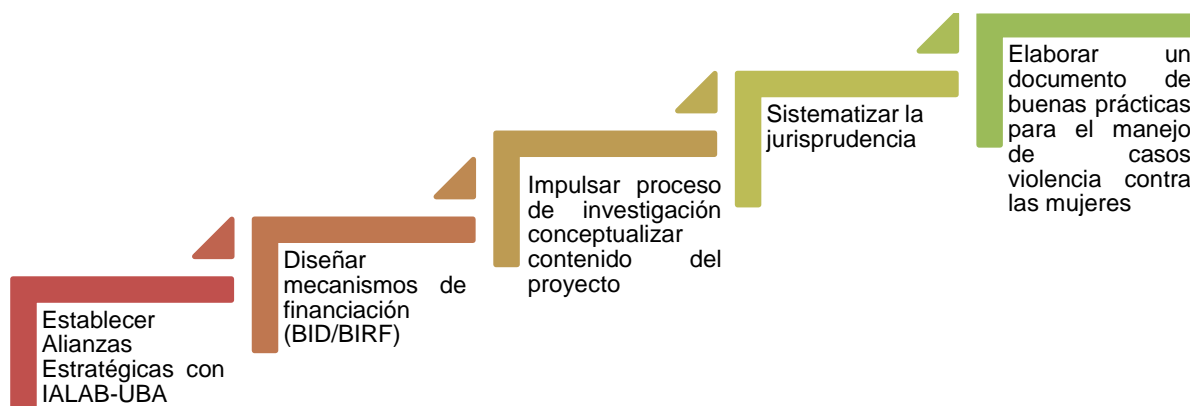 Establecer
Alianzas
Estratégicas con
IALAB-UBA
Diseñar
mecanismos de
financiación
(BID/BIRF)
Impulsar proceso
de investigación
conceptualizar
contenido del
proyecto
Sistematizar la
jurisprudencia
Elaborar un
documento de
buenas prácticas
para el manejo
de casos
violencia contra
las mujeres